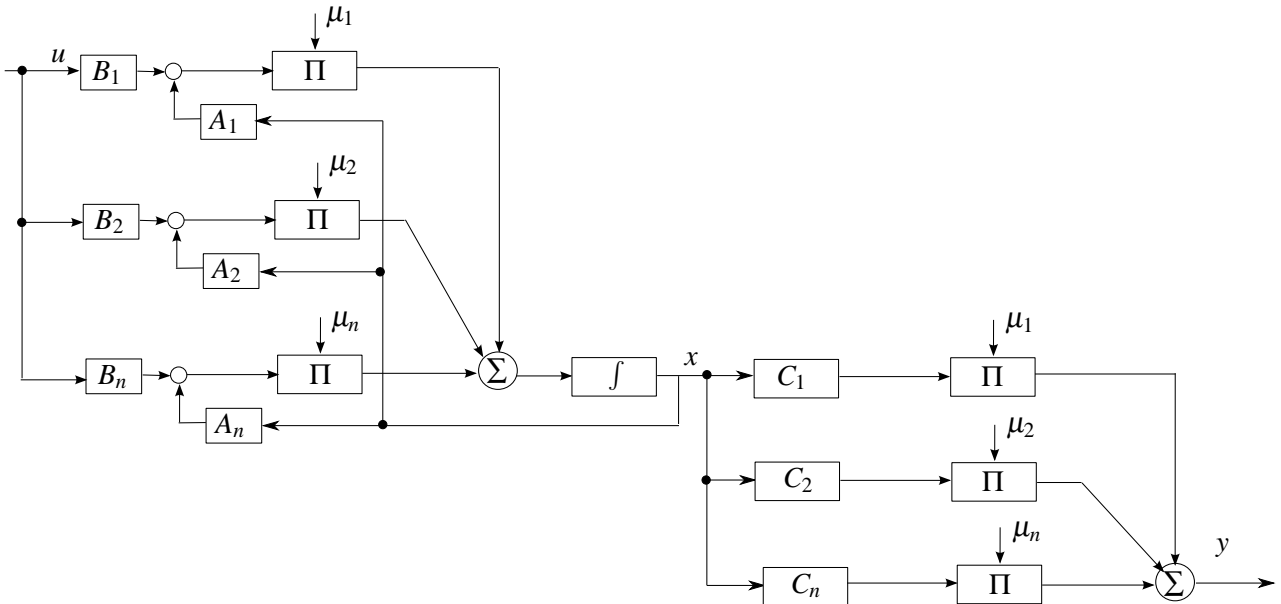 μ₁
u
B₁
Π
A₁
μ₂
B₂
Π
A₂
μₙ
Bₙ
Π
Σ
∫
x
Aₙ
μ₁
C₁
Π
μ₂
C₂
Π
μₙ
Cₙ
Π
Σ
y